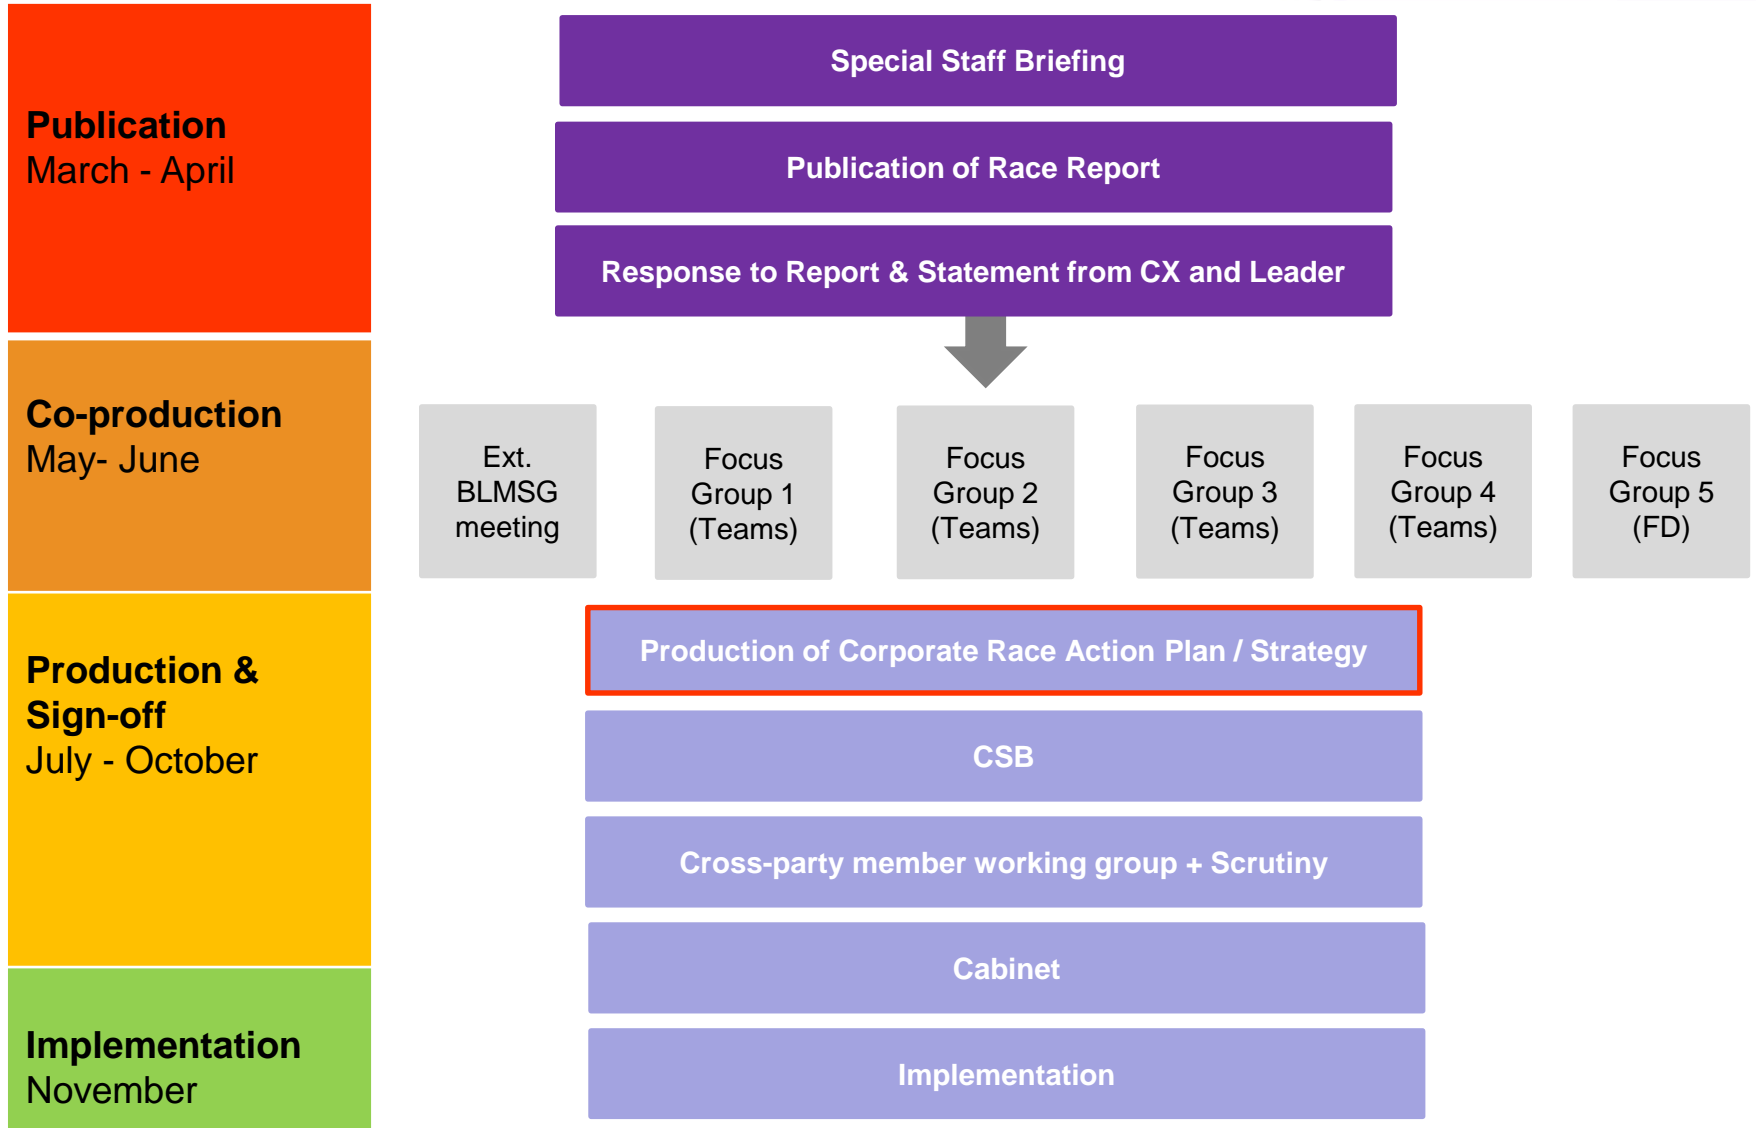 Publication
March - April
Special Staff Briefing
Publication of Race Report
Response to Report & Statement from CX and Leader
Co-production
May- June
Ext.
BLMSG
meeting
Focus
Group 1
(Teams)
Focus
Group 2
(Teams)
Focus
Group 3
(Teams)
Focus
Group 4
(Teams)
Focus
Group 5
(FD)
Production &
Sign-off
July - October
Production of Corporate Race Action Plan / Strategy
CSB
Cross-party member working group + Scrutiny
Cabinet
Implementation
November
Implementation